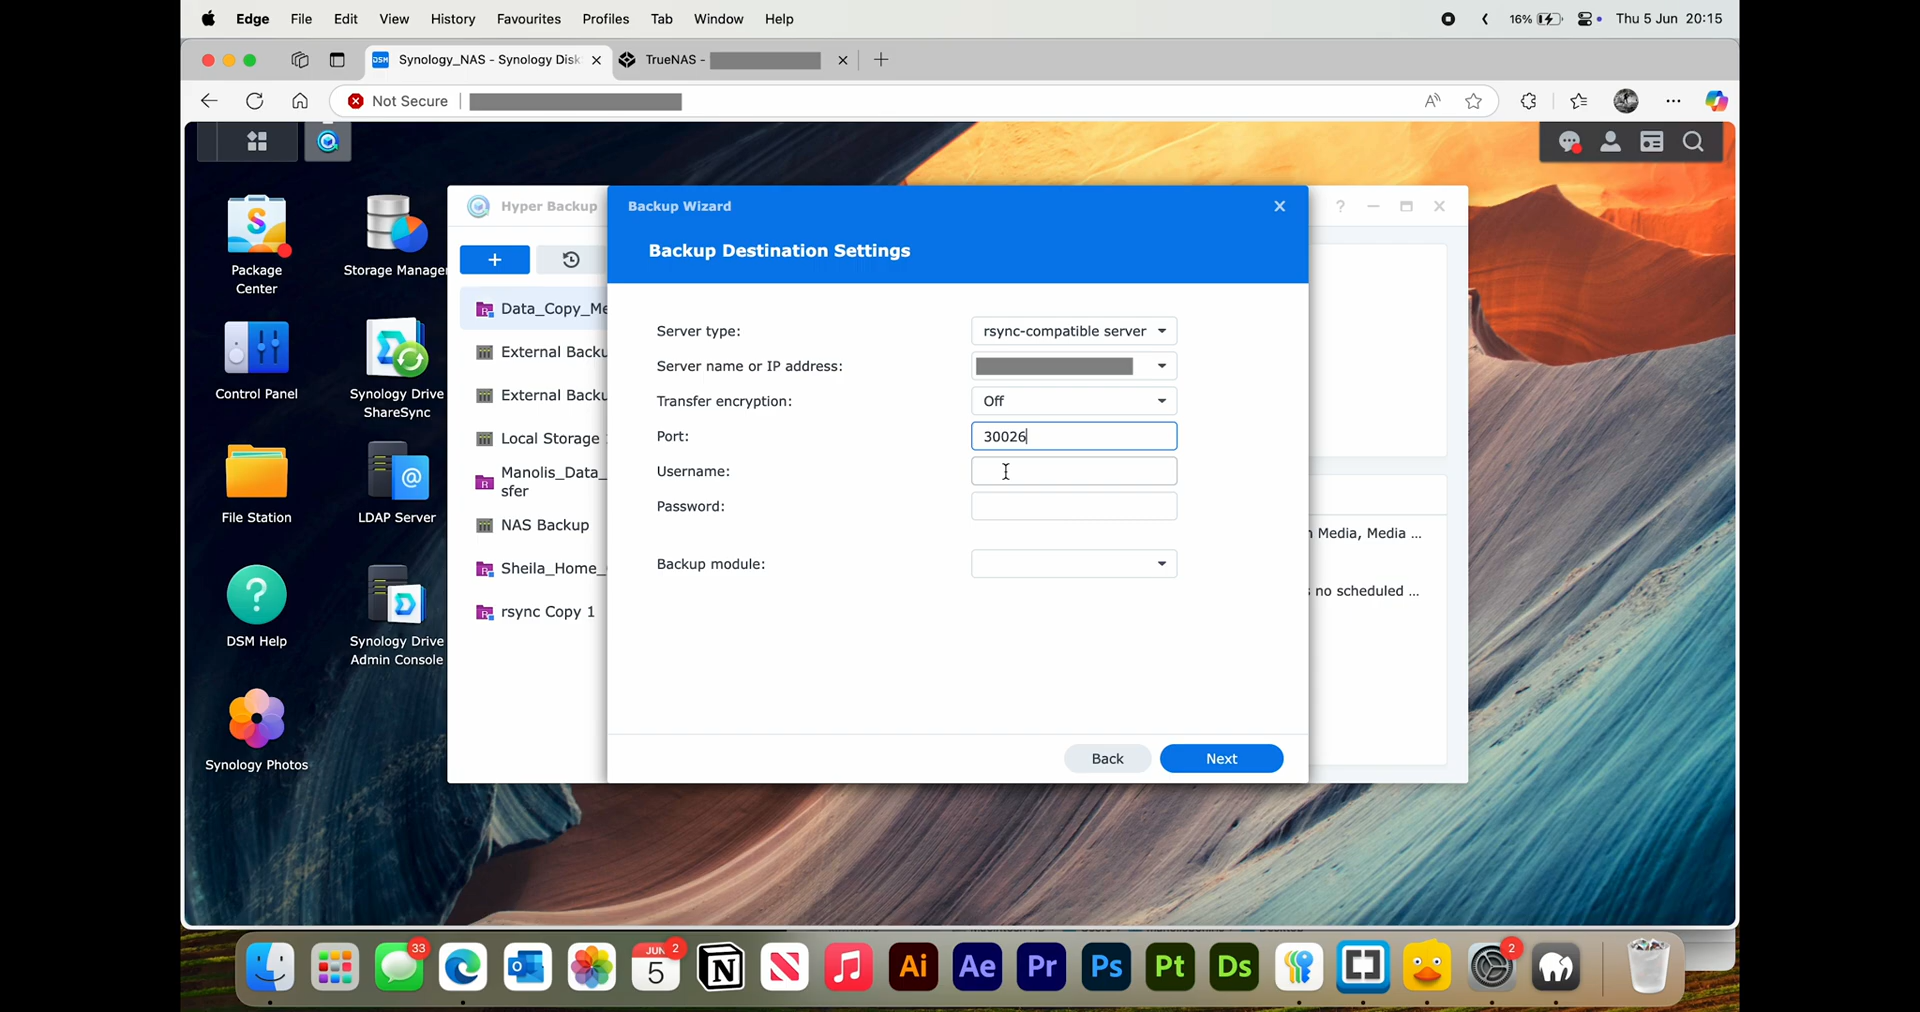 Edge File Edit View History Favourites Profiles Tab Window Help 16% Thu 5 Jun 20:15
DSM Synology_NAS - Synology Disk TrueNAS -
Not Secure
Package
Center
Storage Manager
Control Panel
Synology Drive
ShareSync
File Station
LDAP Server
DSM Help
Synology Drive
Admin Console
Synology Photos
Hyper Backup
Data_Copy_Me
External Backu
External Backu
Local Storage
Manolis_Data_
sfer
NAS Backup
Sheila_Home_
rsync Copy 1
Backup Wizard
Backup Destination Settings
Server type: rsync-compatible server
Server name or IP address:
Transfer encryption: Off
Port: 30026
Username:
Password:
Backup module:
Back Next
Media, Media ...
no scheduled ...
33 JUN 5 2 Ai Ae Pr Ps Pt Ds 2